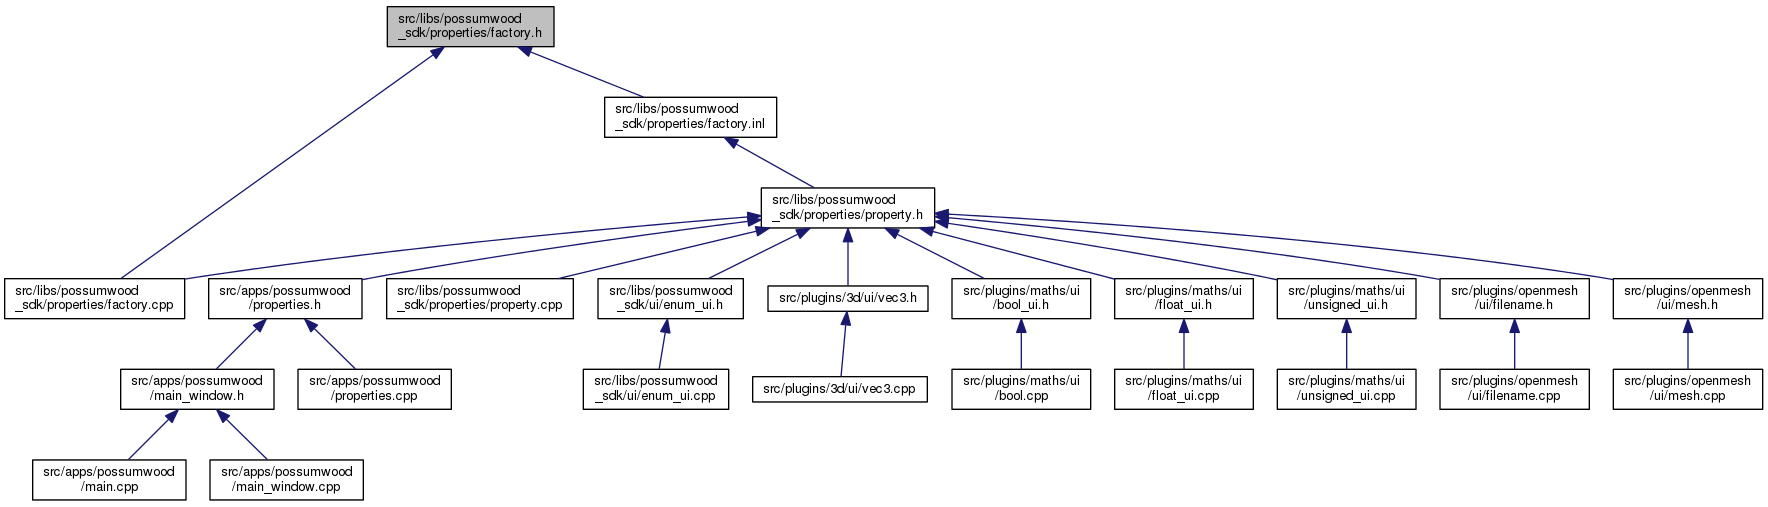 src/libs/possumwood
_sdk/properties/factory.h
src/libs/possumwood
_sdk/properties/factory.inl
src/libs/possumwood
_sdk/properties/property.h
src/libs/possumwood
_sdk/properties/factory.cpp
src/apps/possumwood
/properties.h
src/libs/possumwood
_sdk/properties/property.cpp
src/libs/possumwood
_sdk/ui/enum_ui.h
src/plugins/3d/ui/vec3.h
src/plugins/maths/ui
/bool_ui.h
src/plugins/maths/ui
/float_ui.h
src/plugins/maths/ui
/unsigned_ui.h
src/plugins/openmesh
/ui/filename.h
src/plugins/openmesh
/ui/mesh.h
src/apps/possumwood
/main_window.h
src/apps/possumwood
/properties.cpp
src/libs/possumwood
_sdk/ui/enum_ui.cpp
src/plugins/3d/ui/vec3.cpp
src/plugins/maths/ui
/bool.cpp
src/plugins/maths/ui
/float_ui.cpp
src/plugins/maths/ui
/unsigned_ui.cpp
src/plugins/openmesh
/ui/filename.cpp
src/plugins/openmesh
/ui/mesh.cpp
src/apps/possumwood
/main.cpp
src/apps/possumwood
/main_window.cpp